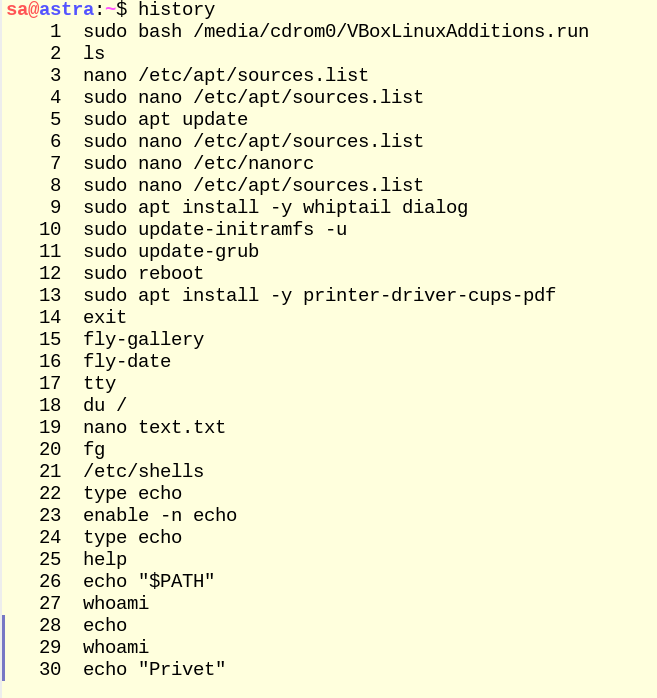 sa@astra:~$ history
1 sudo bash /media/cdrom0/VBoxLinuxAdditions.run
2 ls
3 nano /etc/apt/sources.list
4 sudo nano /etc/apt/sources.list
5 sudo apt update
6 sudo nano /etc/apt/sources.list
7 sudo nano /etc/nanorc
8 sudo nano /etc/apt/sources.list
9 sudo apt install -y whiptail dialog
10 sudo update-initramfs -u
11 sudo update-grub
12 sudo reboot
13 sudo apt install -y printer-driver-cups-pdf
14 exit
15 fly-gallery
16 fly-date
17 tty
18 du /
19 nano text.txt
20 fg
21 /etc/shells
22 type echo
23 enable -n echo
24 type echo
25 help
26 echo "$PATH"
27 whoami
28 echo
29 whoami
30 echo "Privet"